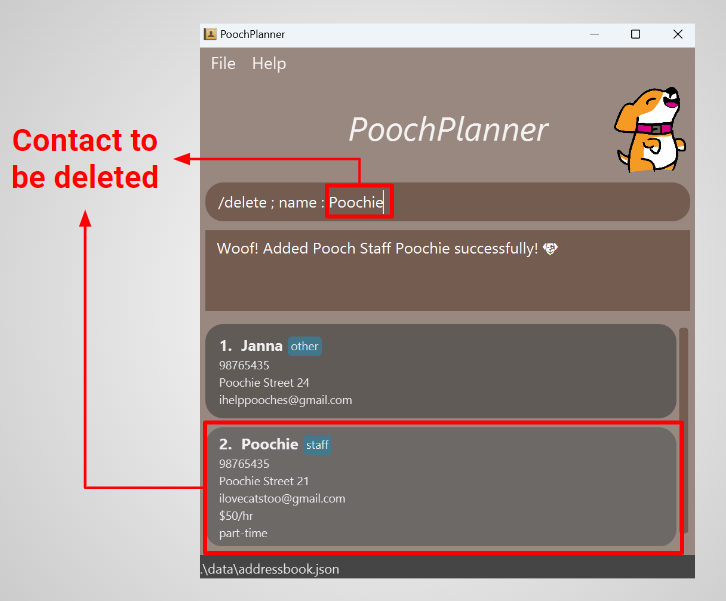 PoochPlanner
File Help
PoochPlanner
Contact to
be deleted
/delete ; name : Poochie
Woof! Added Pooch Staff Poochie successfully!
1. Janna other
98765435
Poochie Street 24
ihelppooches@gmail.com
2. Poochie staff
98765435
Poochie Street 21
ilovecatstoo@gmail.com
$50/hr
part-time
.\data\addressbook.json